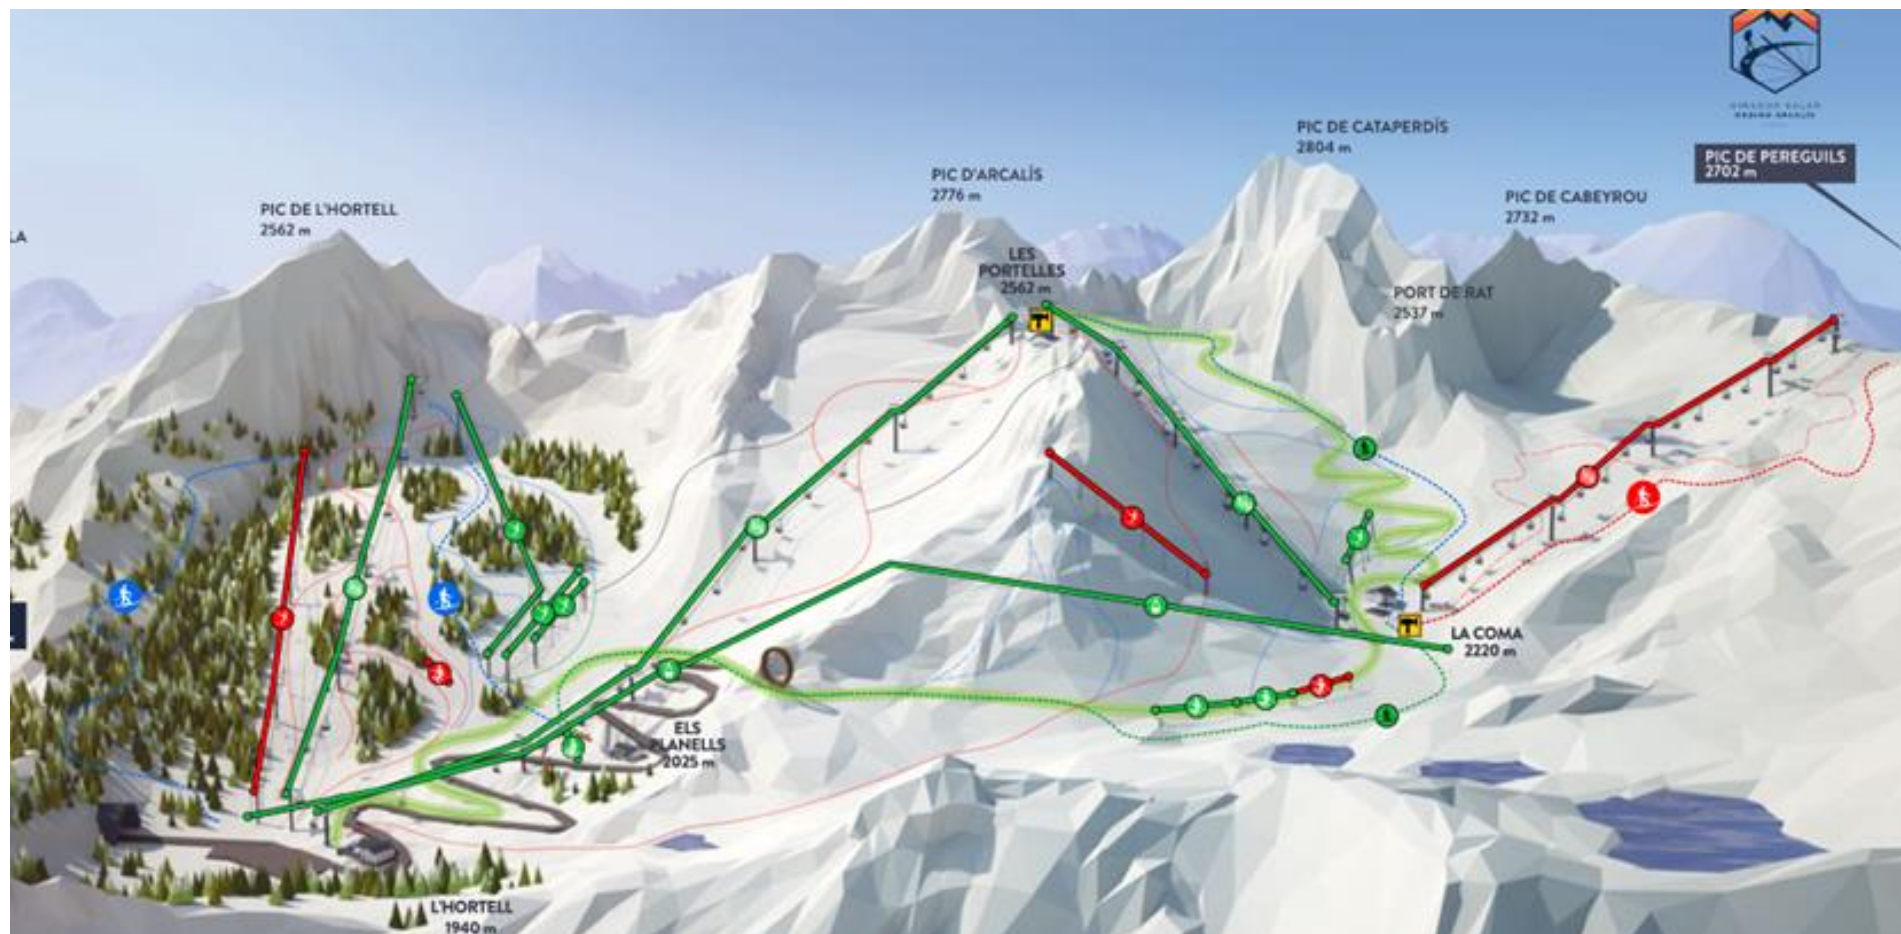 LA
PIC DE L'HORTELL
2562 m
PIC D'ARCALÍS
2776 m
LES
PORTELLES
2562 m
PIC DE CATAPERDÍS
2804 m
PORT DE RAT
2537 m
PIC DE CABEYROU
2732 m
PIC DE PEREGUILS
2702 m
LA COMA
2220 m
ELS
PLANELLS
2025 m
L'HORTELL
1940 m